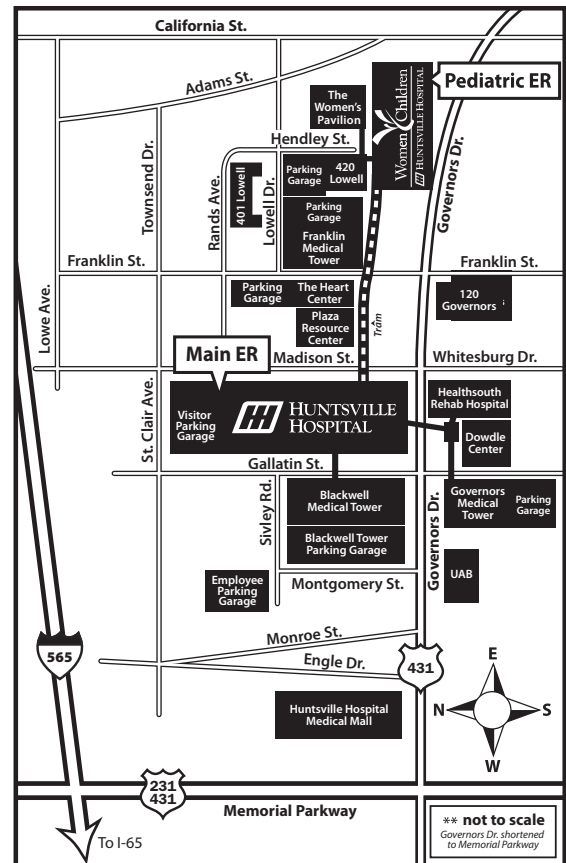 California St.
Adams St.
The
Women's
Pavilion
Women & Children
HUNTSVILLE HOSPITAL
Pediatric ER
Hendley St.
Townsend Dr.
Rands Ave.
401 Lowell
Lowell Dr.
Parking
Garage
420
Lowell
Governors Dr.
Parking
Garage
Franklin
Medical
Tower
Franklin St.
Franklin St.
Lowe Ave.
Parking
Garage
The Heart
Center
120
Governors
Plaza
Resource
Center
Tram
Main ER
Madison St.
Whitesburg Dr.
St. Clair Ave.
Visitor
Parking
Garage
HUNTSVILLE
HOSPITAL
Healthsouth
Rehab Hospital
Dowdle
Center
Gallatin St.
Sivley Rd.
Blackwell
Medical Tower
Governors Dr.
Governors
Medical
Tower
Parking
Garage
Blackwell Tower
Parking Garage
Employee
Parking
Garage
Montgomery St.
UAB
Monroe St.
Engle Dr.
565
431
E
N
S
W
Huntsville Hospital
Medical Mall
231
431
Memorial Parkway
To I-65
** not to scale
Governors Dr. shortened
to Memorial Parkway